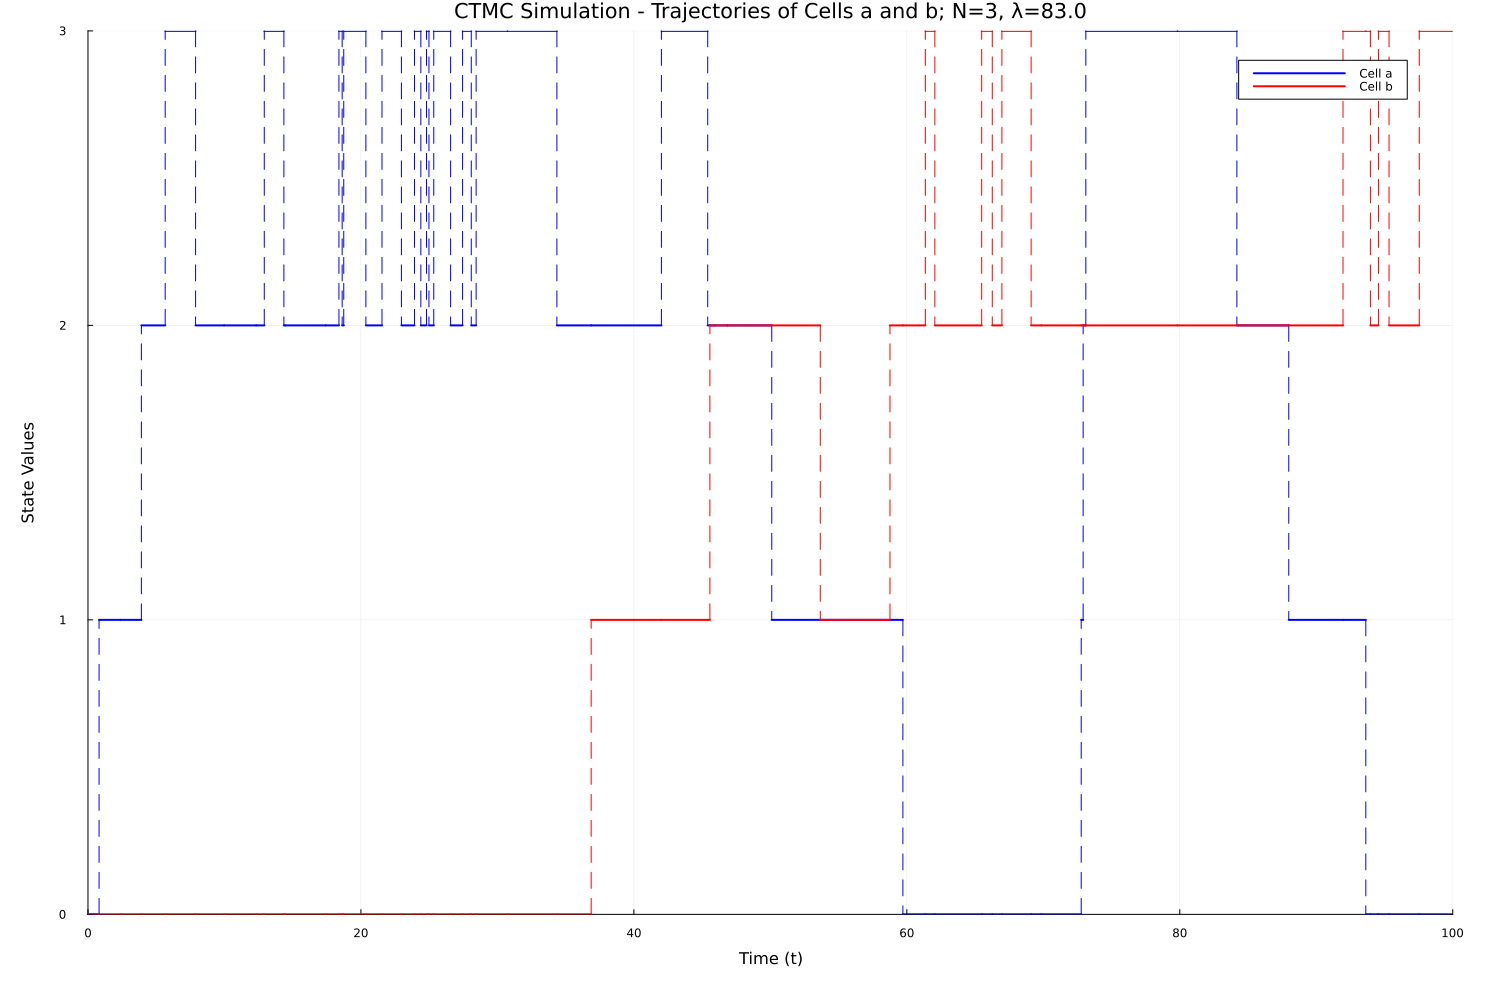 CTMC Simulation - Trajectories of Cells a and b; N=3, λ=83.0
3
Cell a
Cell b
2
State Values
1
0
0 20 40 60 80 100
Time (t)